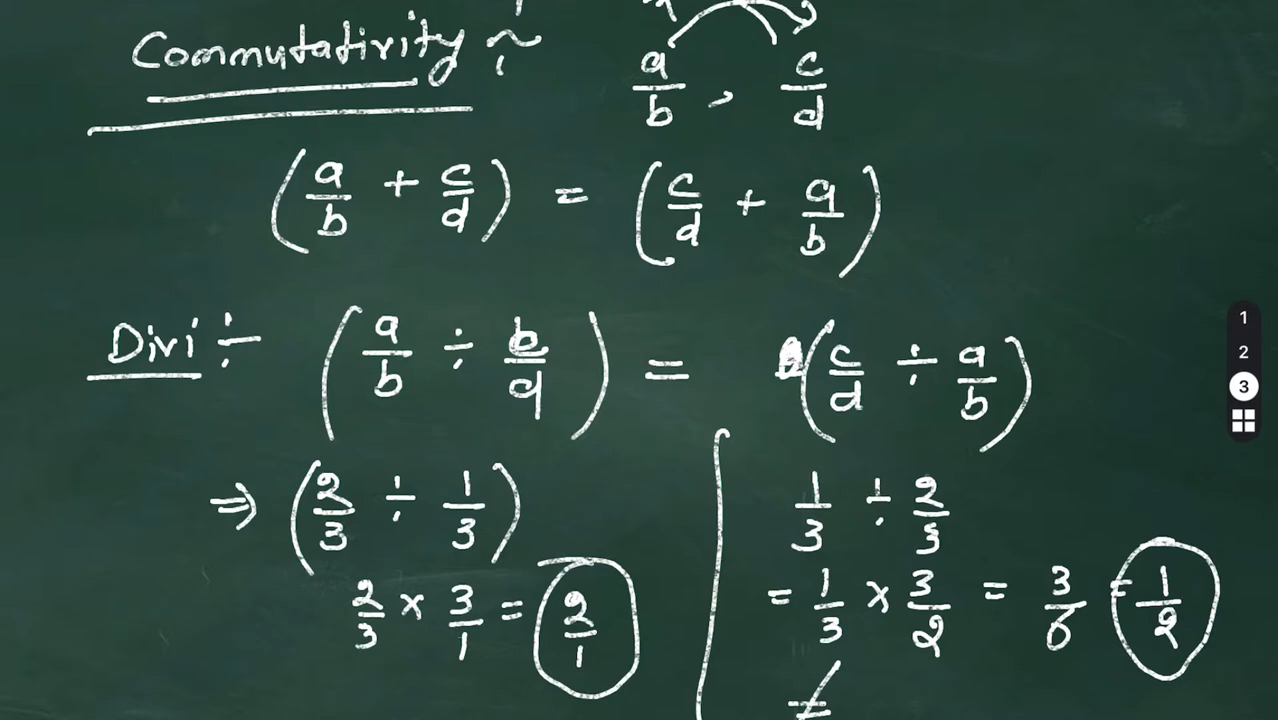 Commutativity :~
a/b , c/d
(a/b + c/d) = (c/d + a/b)
Divi ÷ (a/b ÷ b/d) = (c/d ÷ a/b)
⇒ (2/3 ÷ 1/3)
2/3 × 3/1 = 2/1
1/3 ÷ 2/3
= 1/3 × 3/2 = 3/6 = 1/2
≠
1
2
3